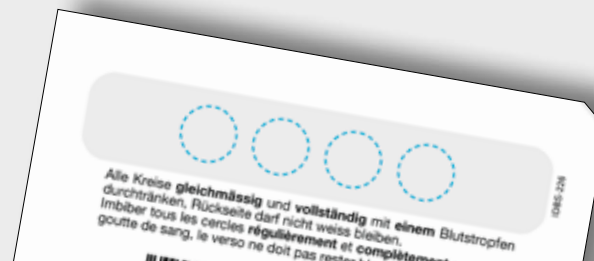 Alle Kreise gleichmässig und vollständig mit einem Blutstropfen
durchtränken, Rückseite darf nicht weiss bleiben.
Imbiber tous les cercles régulièrement et complètement
goutte de sang, le verso ne doit pas rester
IDBS-226